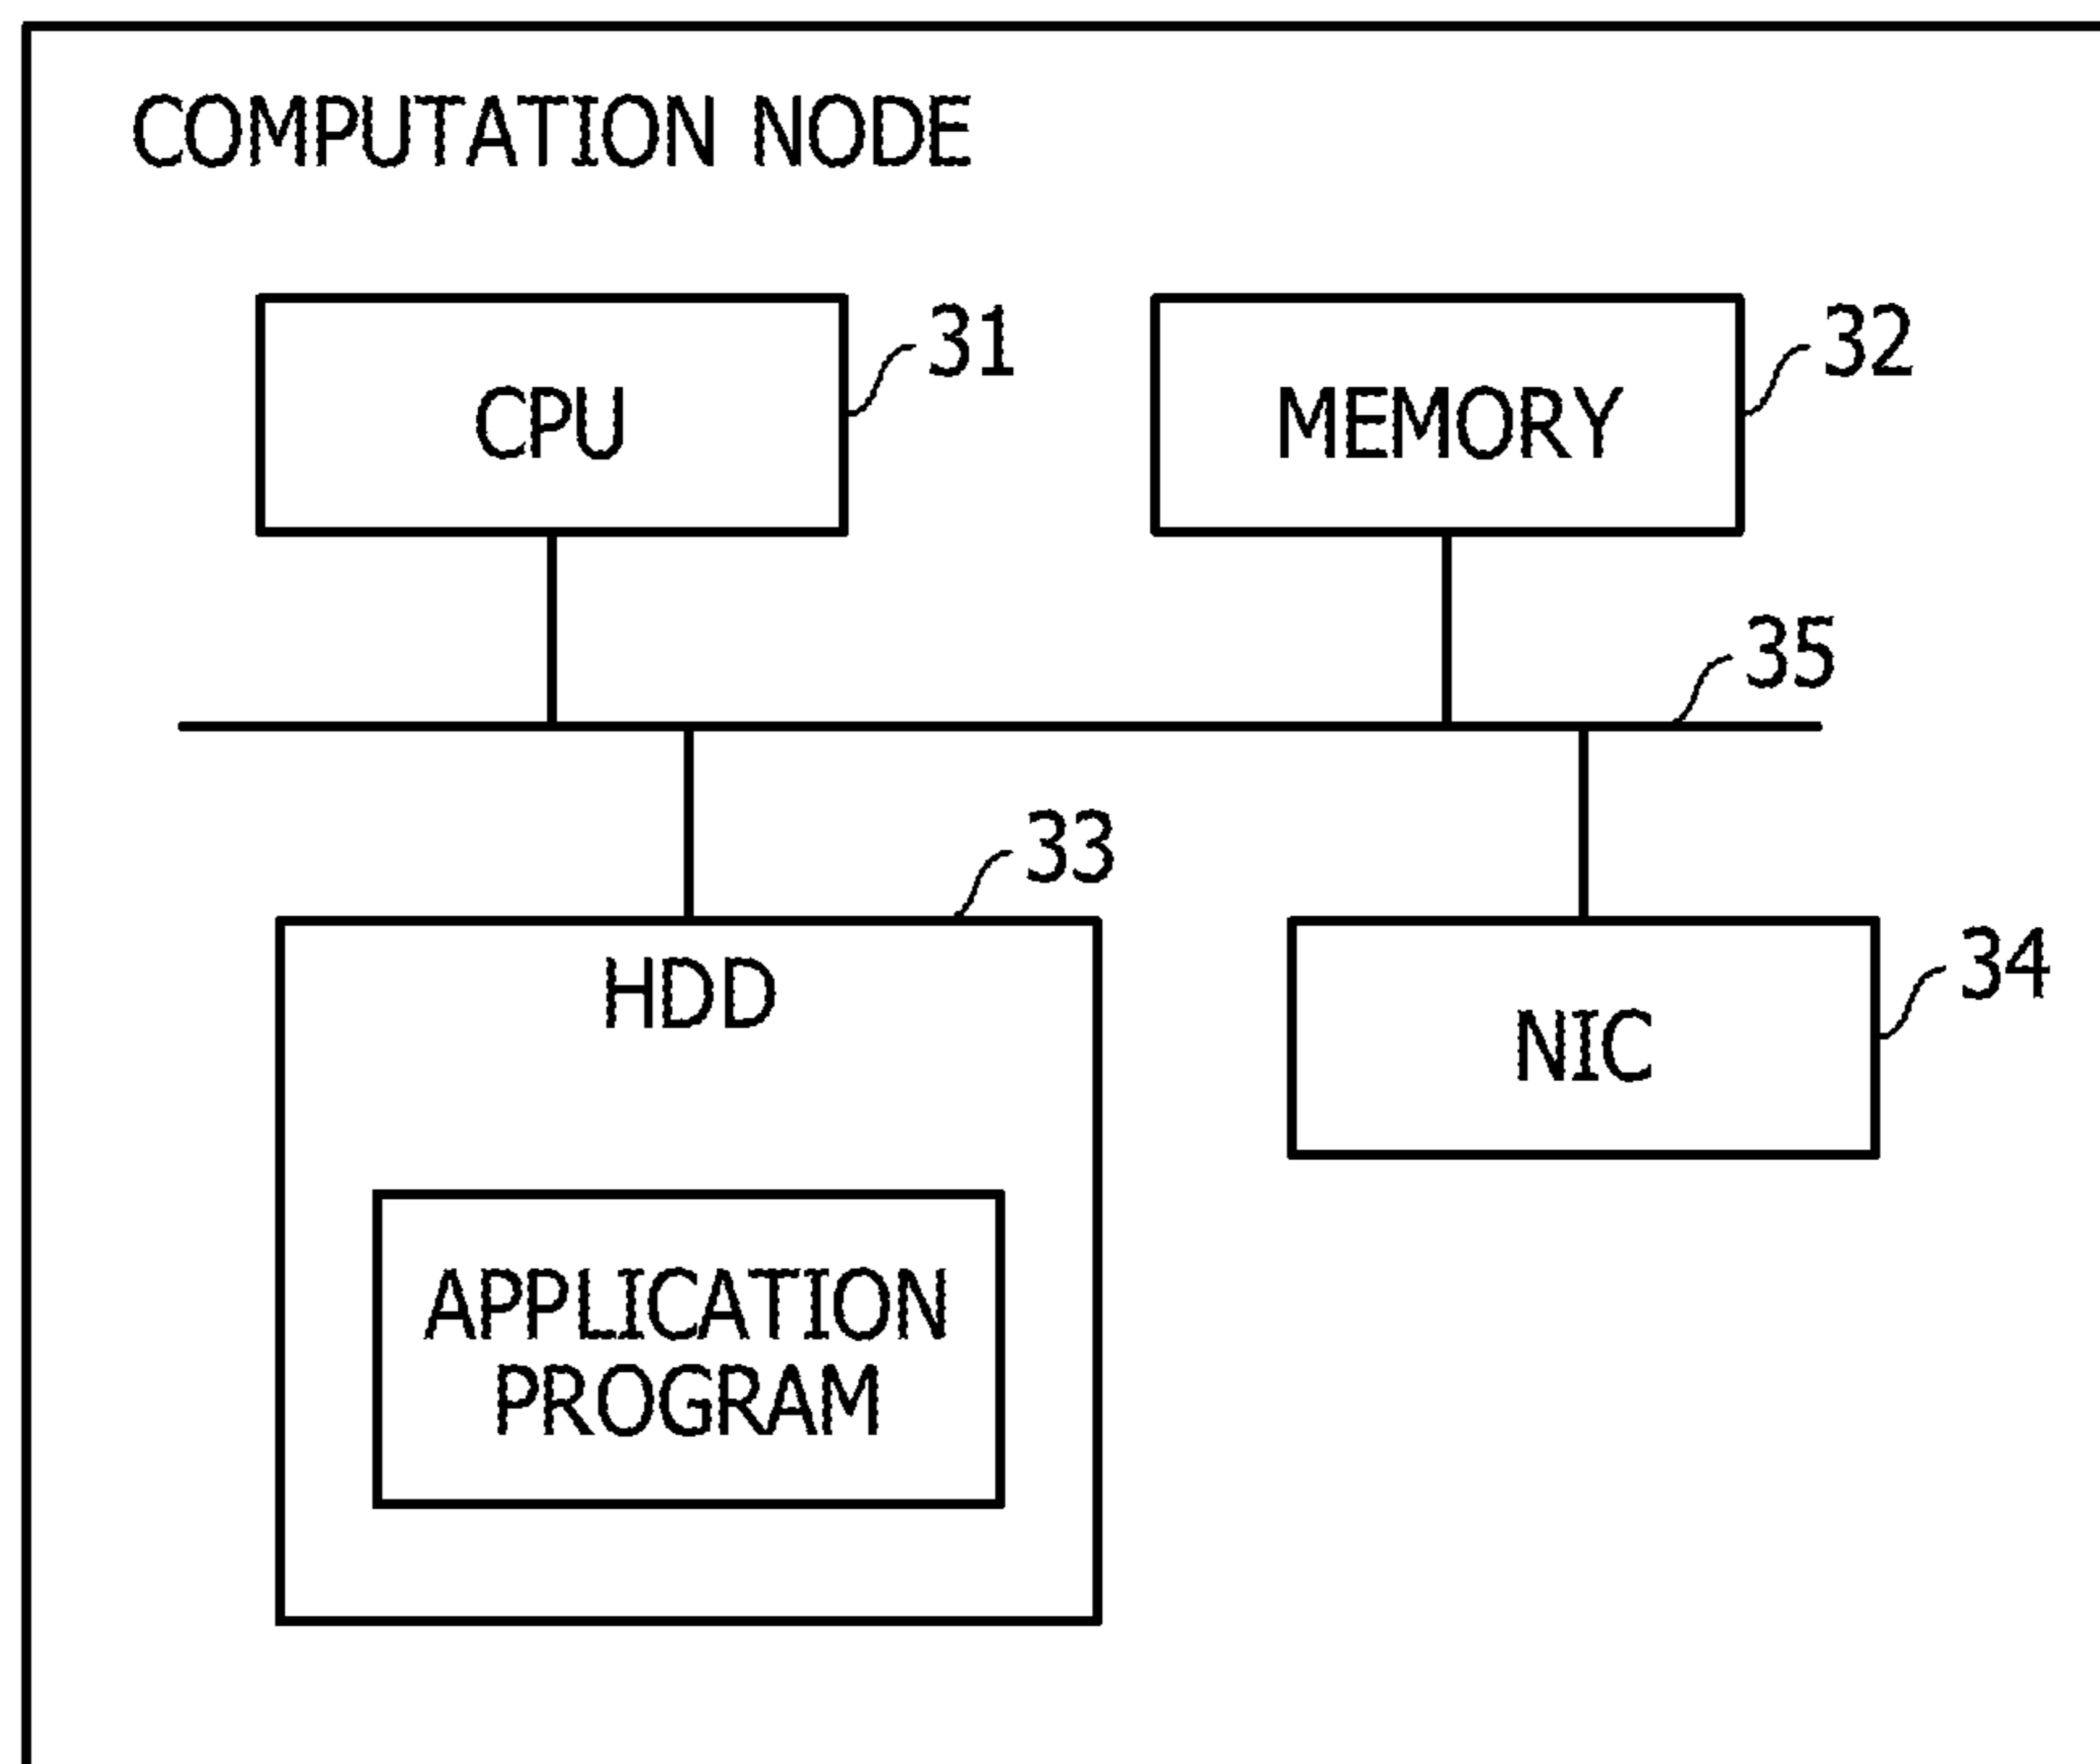 COMPUTATION NODE
CPU
31
MEMORY
32
35
33
HDD
34
NIC
APPLICATION
PROGRAM